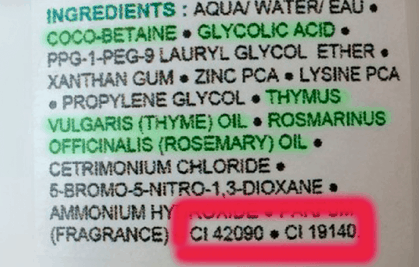 INGREDIENTS : AQUA/ WATER/ EAU •
COCO-BETAINE • GLYCOLIC ACID •
PPG-1-PEG-9 LAURYL GLYCOL ETHER •
XANTHAN GUM • ZINC PCA • LYSINE PCA
• PROPYLENE GLYCOL • THYMUS
VULGARIS (THYME) OIL • ROSMARINUS
OFFICINALIS (ROSEMARY) OIL •
CETRIMONIUM CHLORIDE •
5-BROMO-5-NITRO-1,3-DIOXANE •
AMMONIUM
(FRAGRANCE) CI 42090 • CI 19140